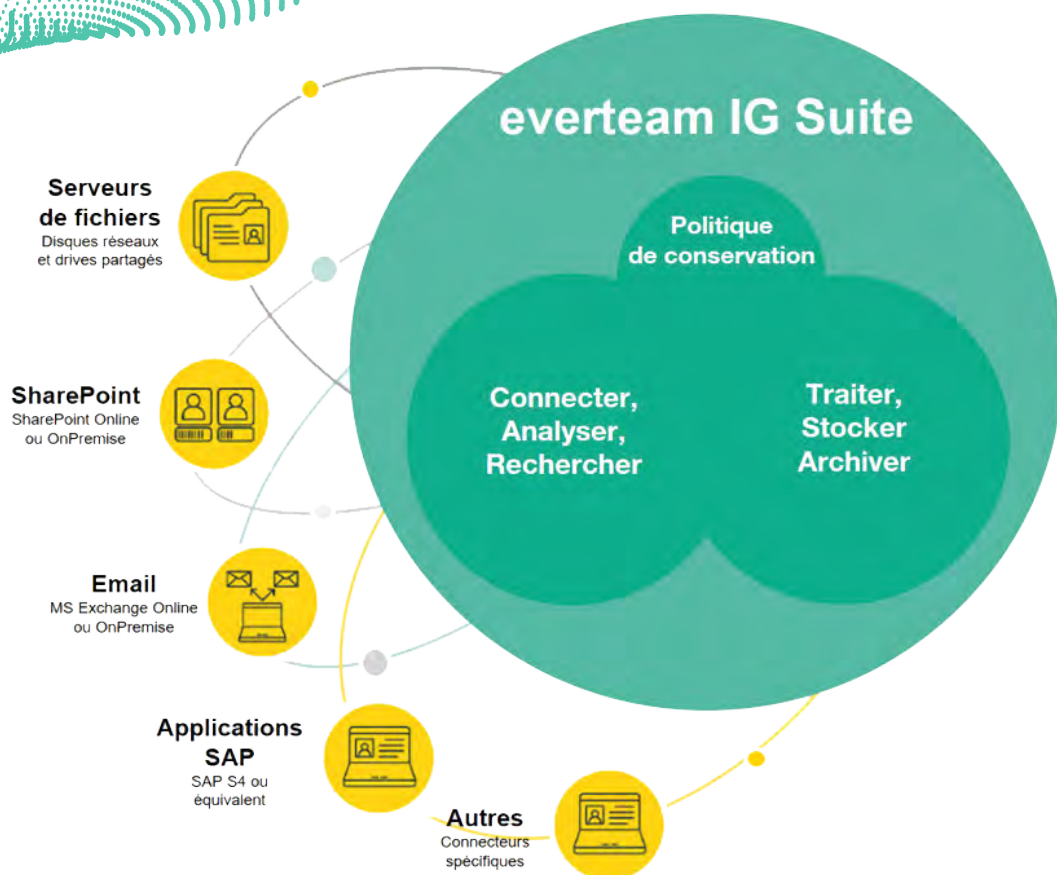 everteam IG Suite
Politique
de conservation
Connecter,
Analyser,
Rechercher
Traiter,
Stocker
Archiver
Serveurs
de fichiers
Disques réseaux
et drives partagés
SharePoint
SharePoint Online
ou OnPremise
Email
MS Exchange Online
ou OnPremise
Applications
SAP
SAP S4 ou
équivalent
Autres
Connecteurs
spécifiques